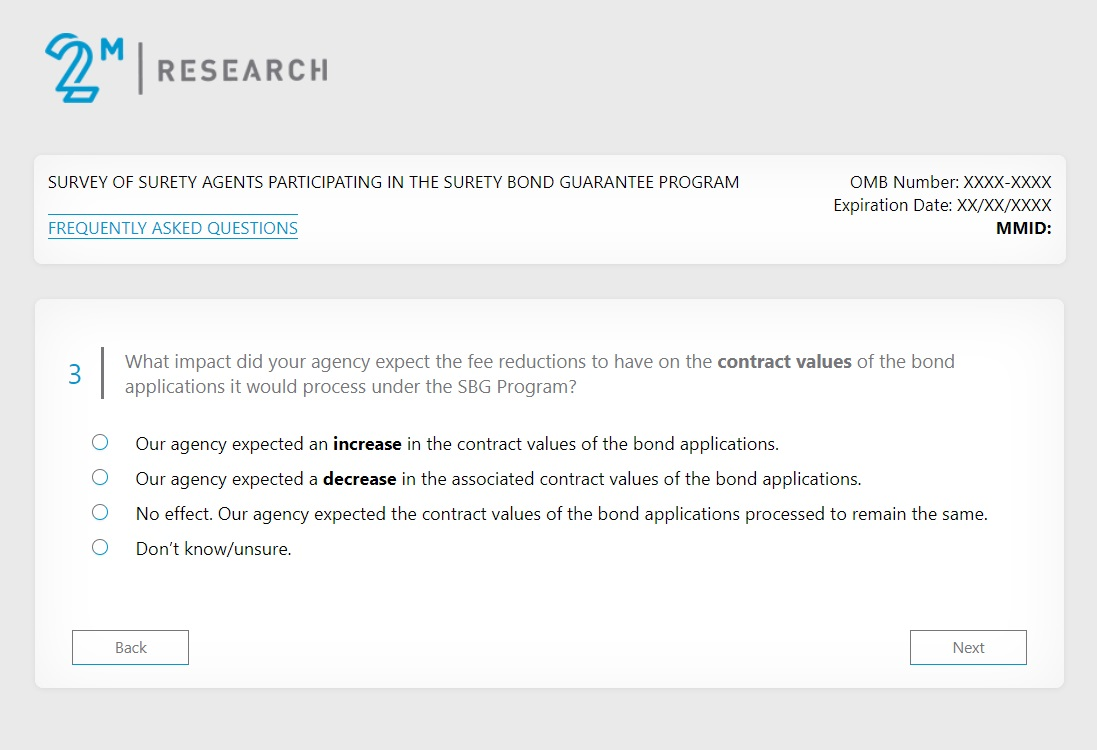 2M RESEARCH
SURVEY OF SURETY AGENTS PARTICIPATING IN THE SURETY BOND GUARANTEE PROGRAM
OMB Number: XXXX-XXXX
Expiration Date: XX/XX/XXXX
FREQUENTLY ASKED QUESTIONS
MMID:
3
What impact did your agency expect the fee reductions to have on the contract values of the bond
applications it would process under the SBG Program?
Our agency expected an increase in the contract values of the bond applications.
Our agency expected a decrease in the associated contract values of the bond applications.
No effect. Our agency expected the contract values of the bond applications processed to remain the same.
Don’t know/unsure.
Back
Next